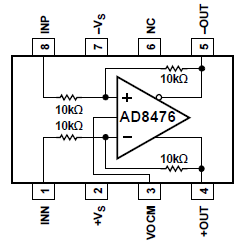 INP
–VS
NC
–OUT
8
7
6
5
10kΩ
10kΩ
10kΩ
+
AD8476
–
10kΩ
1
2
3
4
INN
+VS
VOCM
+OUT